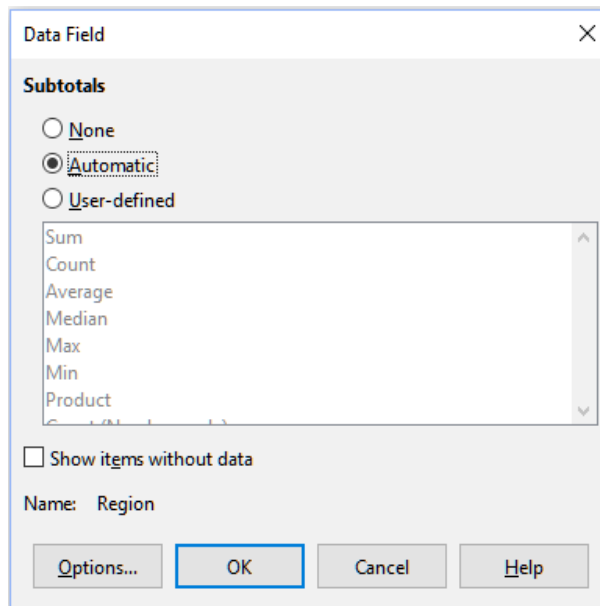 Data Field
Subtotals
None
Automatic
User-defined
Sum
Count
Average
Median
Max
Min
Product
Show items without data
Name: Region
Options... OK Cancel Help